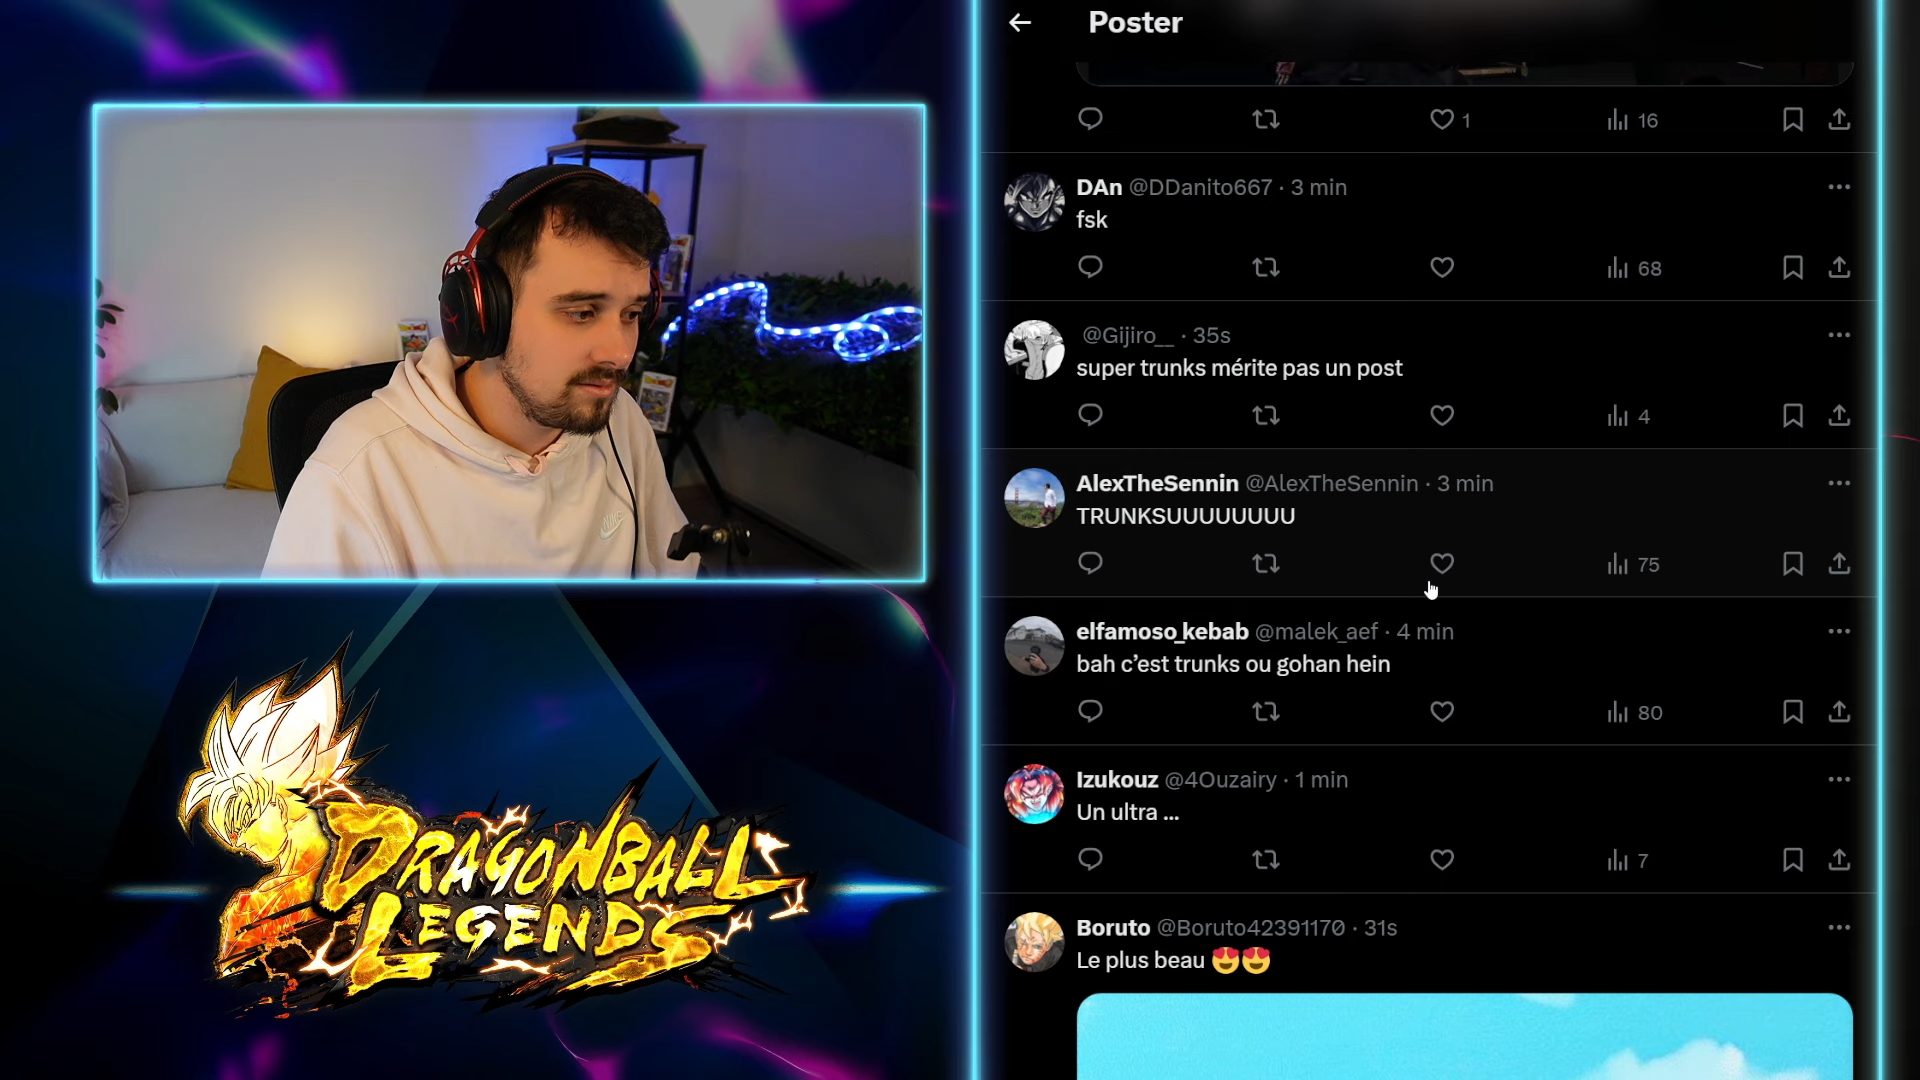 Poster
1
16
DAn @DDanito667 · 3 min
fsk
68
@Gijiro__ · 35s
super trunks mérite pas un post
4
AlexTheSennin @AlexTheSennin · 3 min
TRUNKSUUUUUUUU
75
elfamoso_kebab @malek_aef · 4 min
bah c’est trunks ou gohan hein
80
Izukouz @4Ouzairy · 1 min
Un ultra ...
7
Boruto @Boruto42391170 · 31s
Le plus beau 😍😍
NIKE
DRAGONBALL
LEGENDS